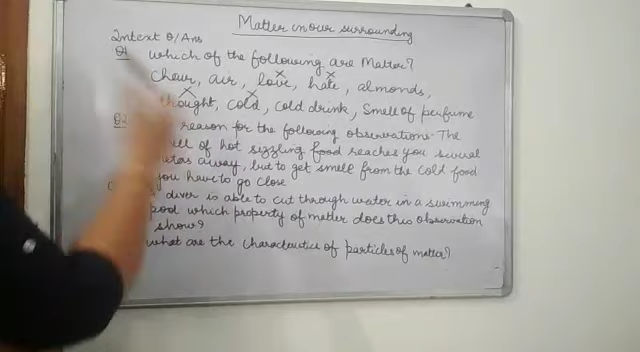 Matter in our surrounding
Intext Q/Ans
Q1 which of the following are Matter?
Chair, air, love, hate, almonds,
thought, cold, cold drink, Smell of perfume
Q2 reason for the following observations- The
of hot sizzling food reaches you several
away, but to get smell from the cold food
you have to go close
diver is able to cut through water in a swimming
pool which property of matter does this observation
show?
what are the characteristics of particles of matter?